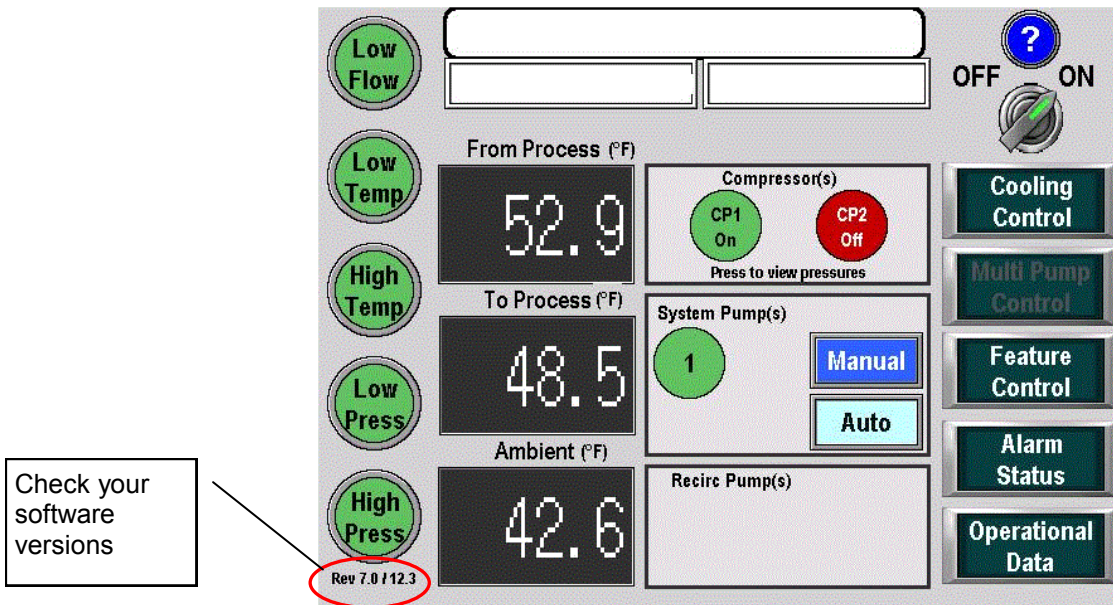 Low
Flow
?
OFF ON
Low
Temp
From Process (°F)
52.9
Compressor(s)
CP1
On
CP2
Off
Press to view pressures
Cooling
Control
High
Temp
To Process (°F)
48.5
System Pump(s)
1
Manual
Auto
Multi Pump
Control
Feature
Control
Low
Press
Ambient (°F)
42.6
Recirc Pump(s)
Alarm
Status
High
Press
Operational
Data
Rev 7.0 / 12.3
Check your
software
versions